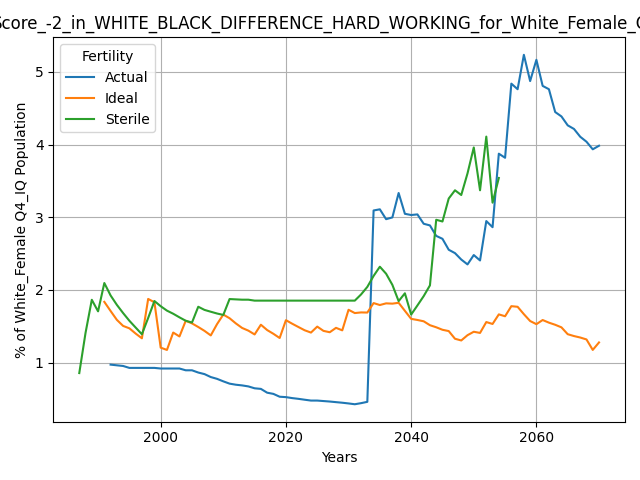 Score_-2_in_WHITE_BLACK_DIFFERENCE_HARD_WORKING_for_White_Female_Q
Fertility
Actual
Ideal
Sterile
% of White_Female Q4_IQ Population
5
4
3
2
1
2000
2020
2040
2060
Years